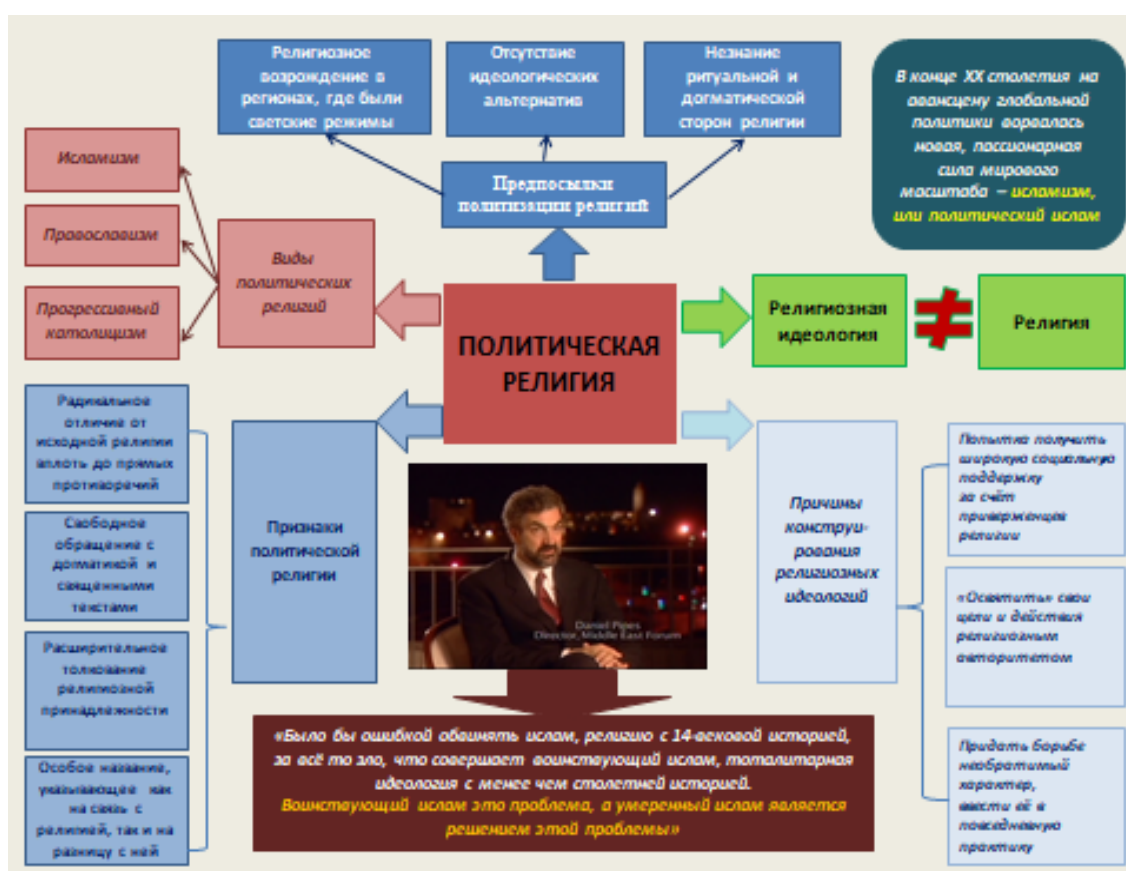 Религиозное
возрождение в
регионах, где были
светские режимы
Отсутствие
идеологических
альтернатив
Незнание
ритуальной и
догматической
сторон религии
В конце XX столетия на
авансцену глобальной
политики ворвалась
новая, пассионарная
сила мирового
масштаба – исламизм,
или политический ислам
Предпосылки
политизации религий
Исламизм
Православизм
Прогрессивный
католицизм
Виды
политических
религий
ПОЛИТИЧЕСКАЯ
РЕЛИГИЯ
Религиозная
идеология
≠
Религия
Радикальное
отличие от
исходной религии
вплоть до прямых
противоречий
Свободное
обращение с
догматикой и
священными
текстами
Расширительное
толкование
религиозной
принадлежности
Особое название,
указывающее как
на связь с
религией, так и на
разницу с ней
Признаки
политической
религии
Daniel Pipes
Director, Middle East Forum
Причины
конструи-
рования
религиозных
идеологий
Попытка получить
широкую социальную
поддержку
за счёт
приверженцев
религии
«Освятить» свои
цели и действия
религиозным
авторитетом
Придать борьбе
необратимый
характер,
ввести её в
повседневную
практику
«Было бы ошибкой обвинять ислам, религию с 14-вековой историей,
за всё то зло, что совершает воинствующий ислам, тоталитарная
идеология с менее чем столетней историей.
Воинствующий ислам это проблема, а умеренный ислам является
решением этой проблемы»